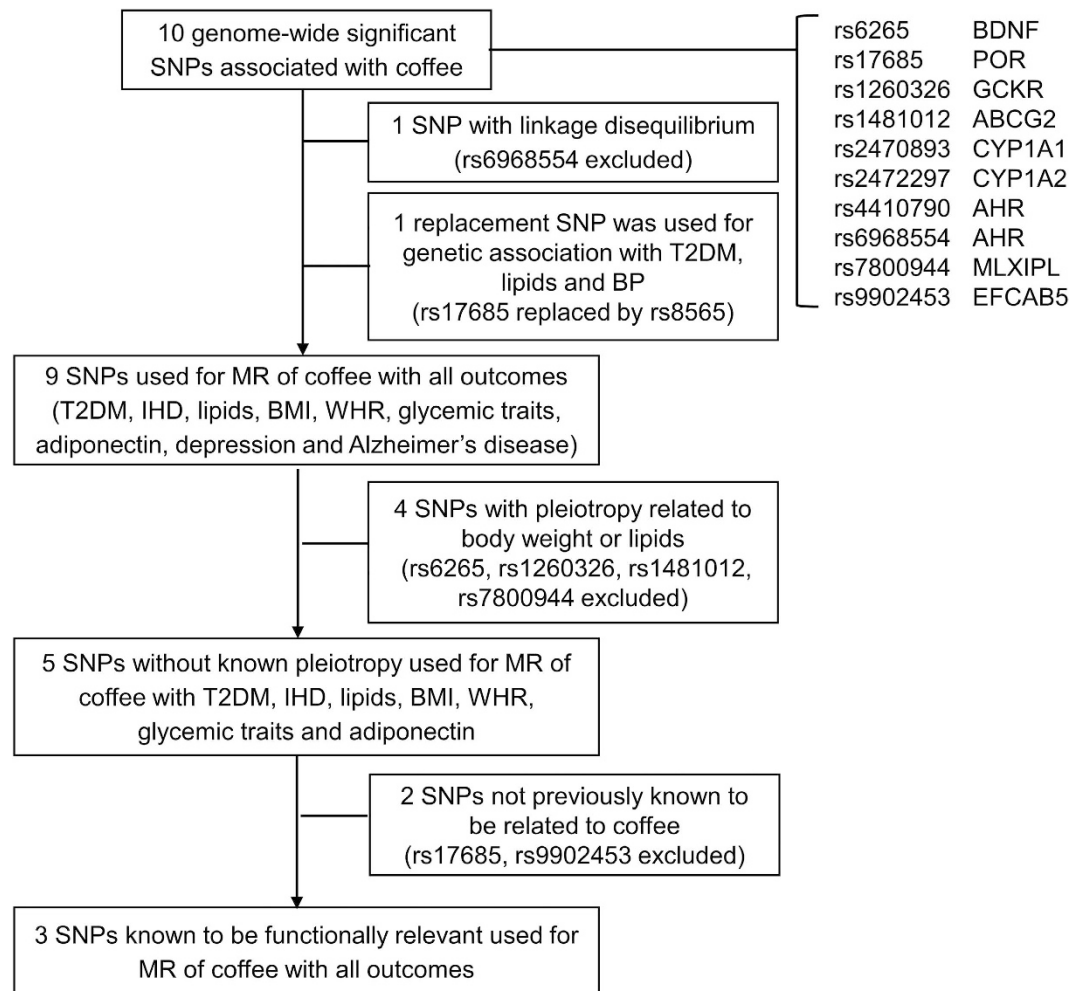 10 genome-wide significant
SNPs associated with coffee
rs6265 BDNF
rs17685 POR
rs1260326 GCKR
rs1481012 ABCG2
rs2470893 CYP1A1
rs2472297 CYP1A2
rs4410790 AHR
rs6968554 AHR
rs7800944 MLXIPL
rs9902453 EFCAB5
1 SNP with linkage disequilibrium
(rs6968554 excluded)
1 replacement SNP was used for
genetic association with T2DM,
lipids and BP
(rs17685 replaced by rs8565)
9 SNPs used for MR of coffee with all outcomes
(T2DM, IHD, lipids, BMI, WHR, glycemic traits,
adiponectin, depression and Alzheimer's disease)
4 SNPs with pleiotropy related to
body weight or lipids
(rs6265, rs1260326, rs1481012,
rs7800944 excluded)
5 SNPs without known pleiotropy used for MR of
coffee with T2DM, IHD, lipids, BMI, WHR,
glycemic traits and adiponectin
2 SNPs not previously known to
be related to coffee
(rs17685, rs9902453 excluded)
3 SNPs known to be functionally relevant used for
MR of coffee with all outcomes